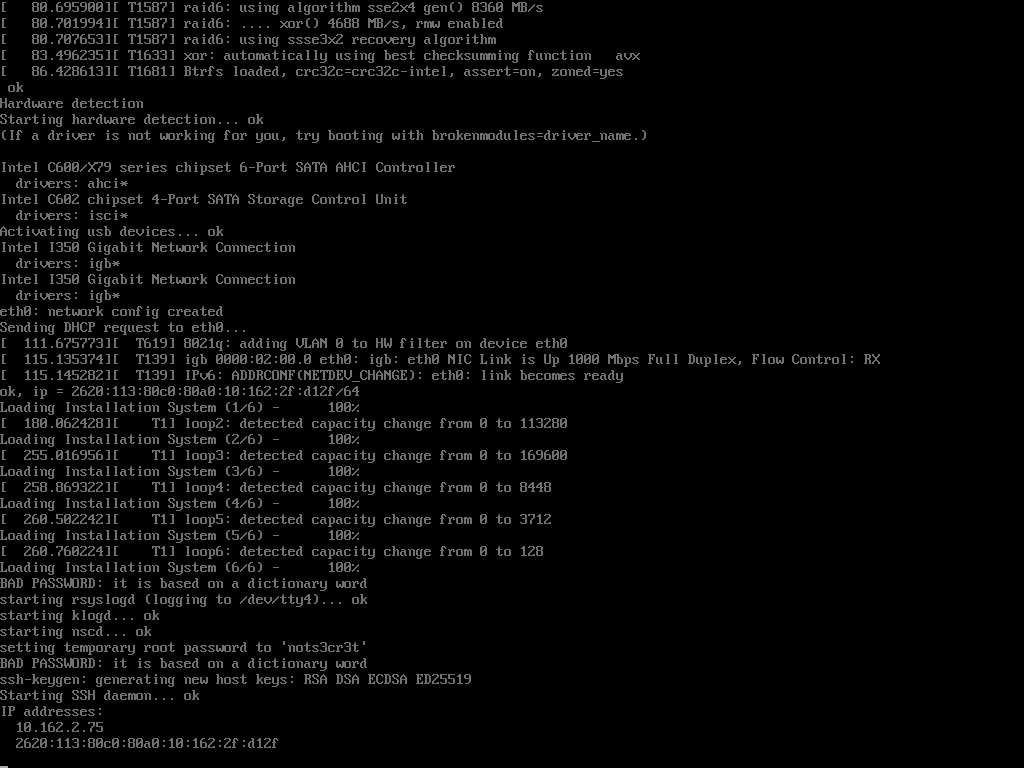 [   80.695900][ T1587] raid6: using algorithm sse2x4 gen() 8360 MB/s
[   80.701994][ T1587] raid6: .... xor() 4688 MB/s, rmw enabled
[   80.707653][ T1587] raid6: using ssse3x2 recovery algorithm
[   83.496235][ T1633] xor: automatically using best checksumming function   avx
[   86.428613][ T1681] Btrfs loaded, crc32c=crc32c-intel, assert=on, zoned=yes
 ok
Hardware detection
Starting hardware detection... ok
(If a driver is not working for you, try booting with brokenmodules=driver_name.)

Intel C600/X79 series chipset 6-Port SATA AHCI Controller
  drivers: ahci*
Intel C602 chipset 4-Port SATA Storage Control Unit
  drivers: isci*
Activating usb devices... ok
Intel I350 Gigabit Network Connection
  drivers: igb*
Intel I350 Gigabit Network Connection
  drivers: igb*
eth0: network config created
Sending DHCP request to eth0...
[  111.675773][  T619] 8021q: adding VLAN 0 to HW filter on device eth0
[  115.135374][  T139] igb 0000:02:00.0 eth0: igb: eth0 NIC Link is Up 1000 Mbps Full Duplex, Flow Control: RX
[  115.145282][  T139] IPv6: ADDRCONF(NETDEV_CHANGE): eth0: link becomes ready
ok, ip = 2620:113:80c0:80a0:10:162:2f:d12f/64
Loading Installation System (1/6) -      100%
[  180.062428][    T1] loop2: detected capacity change from 0 to 113280
Loading Installation System (2/6) -      100%
[  255.016956][    T1] loop3: detected capacity change from 0 to 169600
Loading Installation System (3/6) -      100%
[  258.869322][    T1] loop4: detected capacity change from 0 to 8448
Loading Installation System (4/6) -      100%
[  260.502242][    T1] loop5: detected capacity change from 0 to 3712
Loading Installation System (5/6) -      100%
[  260.760224][    T1] loop6: detected capacity change from 0 to 128
Loading Installation System (6/6) -      100%
BAD PASSWORD: it is based on a dictionary word
starting rsyslogd (logging to /dev/tty4)... ok
starting klogd... ok
starting nscd... ok
setting temporary root password to 'nots3cr3t'
BAD PASSWORD: it is based on a dictionary word
ssh-keygen: generating new host keys: RSA DSA ECDSA ED25519
Starting SSH daemon... ok
IP addresses:
  10.162.2.75
  2620:113:80c0:80a0:10:162:2f:d12f